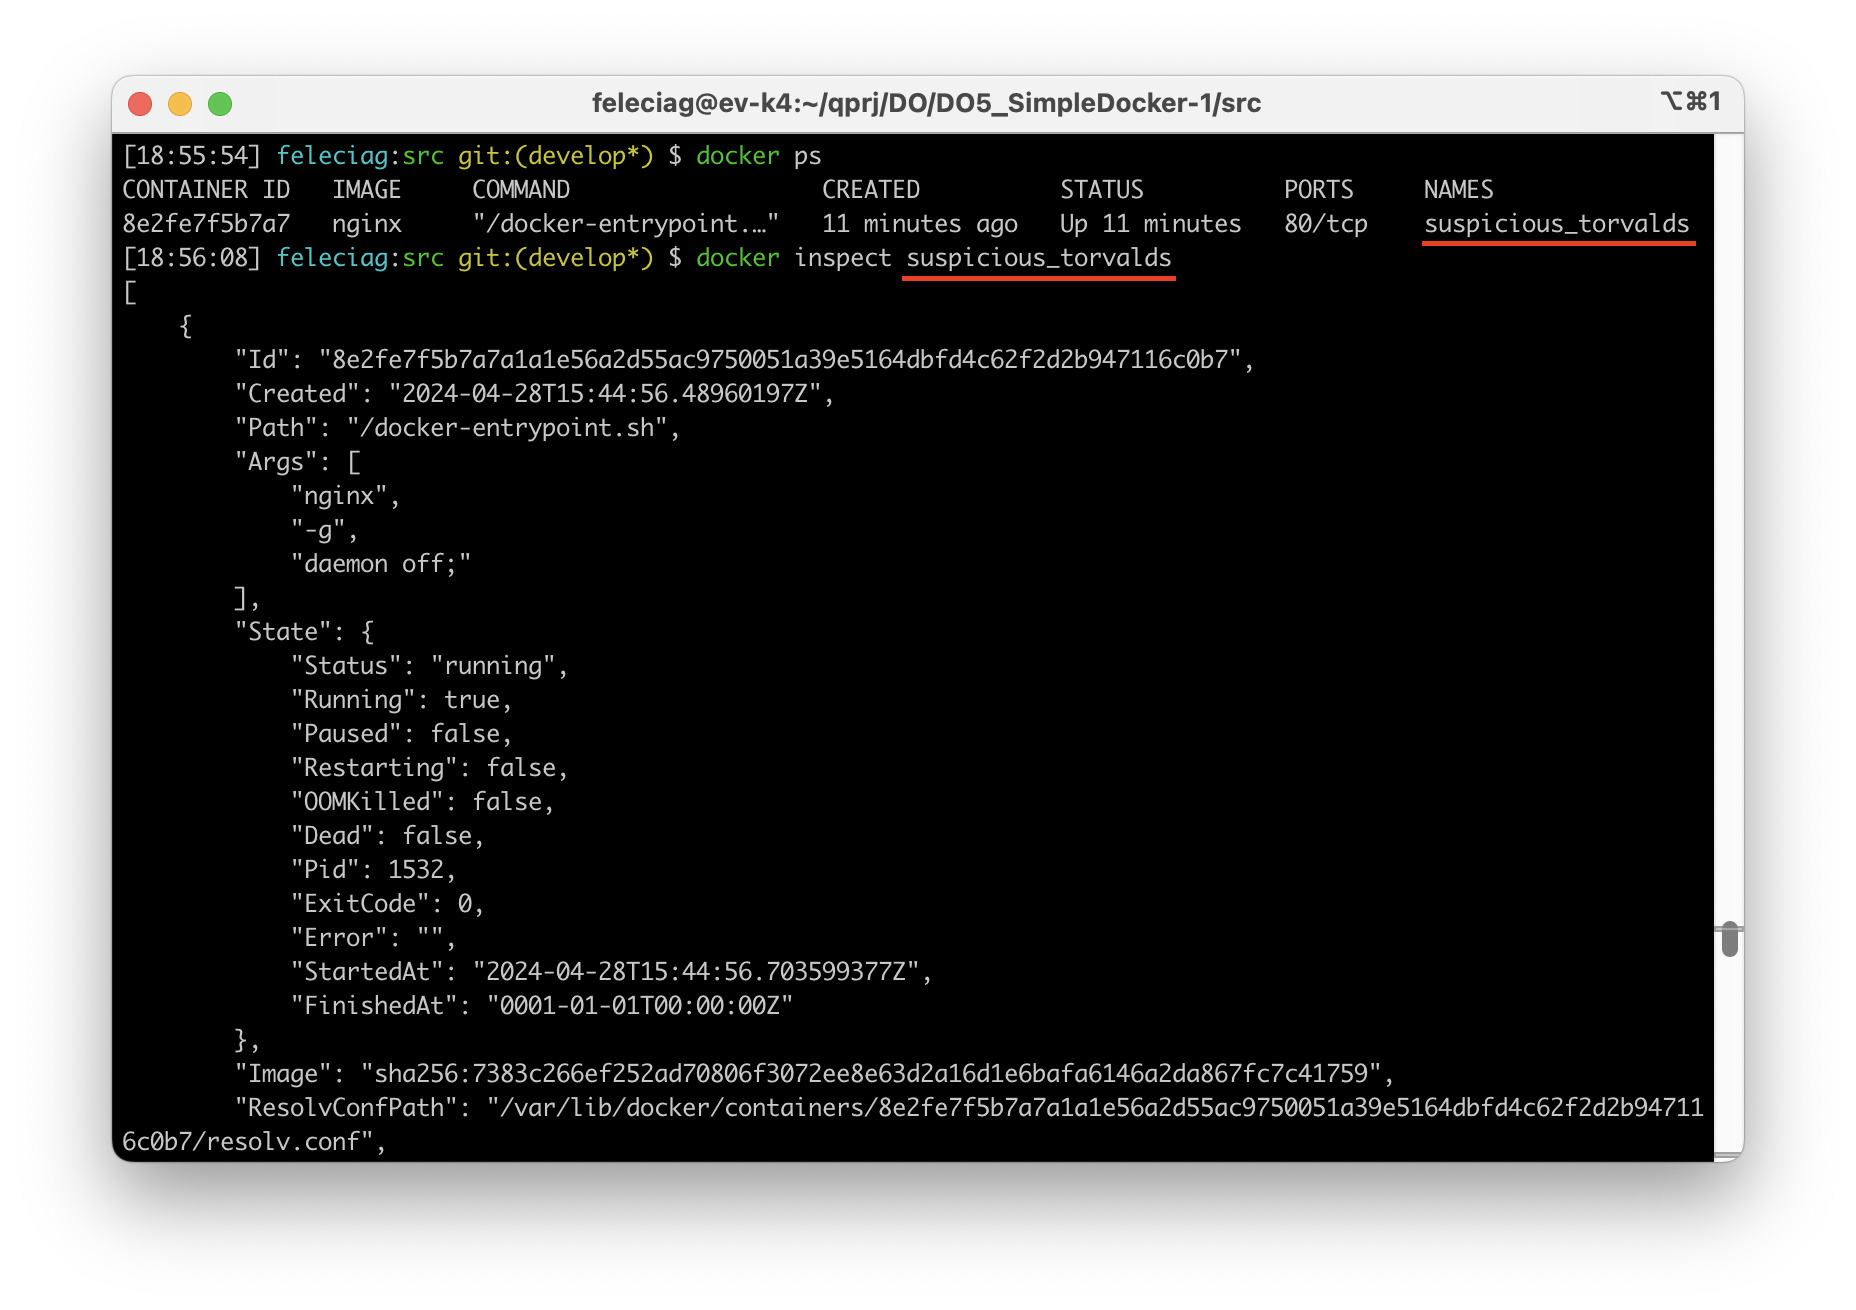 feleciag@ev-k4:~/qprj/DO/DO5_SimpleDocker-1/src
⌥⌘1
[18:55:54] feleciag:src git:(develop*) $ docker ps
CONTAINER ID   IMAGE     COMMAND                  CREATED          STATUS          PORTS     NAMES
8e2fe7f5b7a7   nginx     "/docker-entrypoint.…"   11 minutes ago   Up 11 minutes   80/tcp    suspicious_torvalds
[18:56:08] feleciag:src git:(develop*) $ docker inspect suspicious_torvalds
[
    {
        "Id": "8e2fe7f5b7a7a1a1e56a2d55ac9750051a39e5164dbfd4c62f2d2b947116c0b7",
        "Created": "2024-04-28T15:44:56.48960197Z",
        "Path": "/docker-entrypoint.sh",
        "Args": [
            "nginx",
            "-g",
            "daemon off;"
        ],
        "State": {
            "Status": "running",
            "Running": true,
            "Paused": false,
            "Restarting": false,
            "OOMKilled": false,
            "Dead": false,
            "Pid": 1532,
            "ExitCode": 0,
            "Error": "",
            "StartedAt": "2024-04-28T15:44:56.703599377Z",
            "FinishedAt": "0001-01-01T00:00:00Z"
        },
        "Image": "sha256:7383c266ef252ad70806f3072ee8e63d2a16d1e6bafa6146a2da867fc7c41759",
        "ResolvConfPath": "/var/lib/docker/containers/8e2fe7f5b7a7a1a1e56a2d55ac9750051a39e5164dbfd4c62f2d2b94711
6c0b7/resolv.conf",